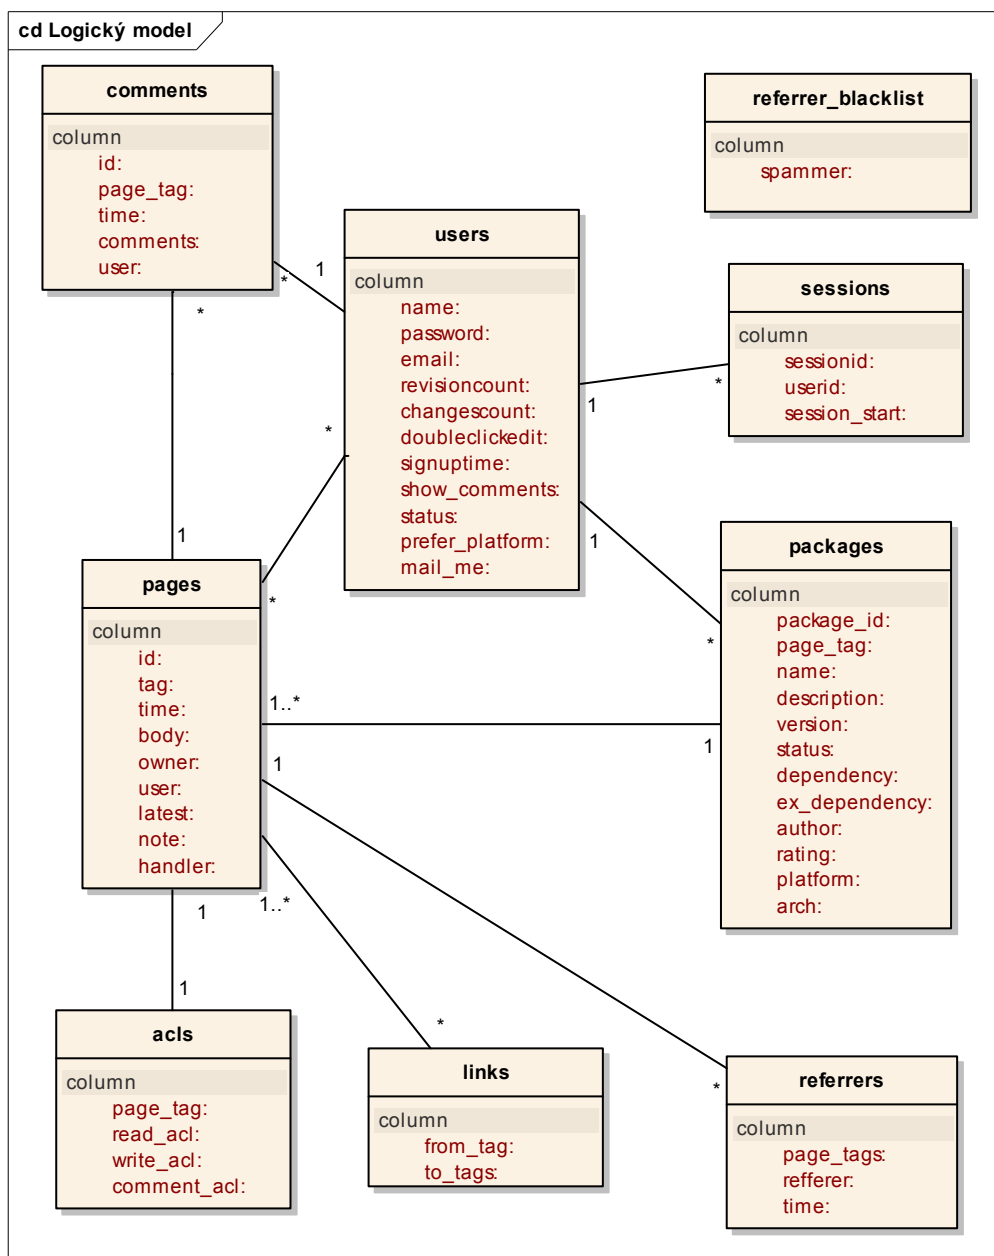 cd Logický model
comments
column
id:
page_tag:
time:
comments:
user:
referrer_blacklist
column
spammer:
users
column
name:
password:
email:
revisioncount:
changescount:
doubleclickedit:
signuptime:
show_comments:
status:
prefer_platform:
mail_me:
sessions
column
sessionid:
userid:
session_start:
1
*
*
1
*
*
*
1
1
*
1
pages
column
id:
tag:
time:
body:
owner:
user:
latest:
note:
handler:
packages
column
package_id:
page_tag:
name:
description:
version:
status:
dependency:
ex_dependency:
author:
rating:
platform:
arch:
1..*
1
1
1..*
1
1
*
*
acls
column
page_tag:
read_acl:
write_acl:
comment_acl:
links
column
from_tag:
to_tags:
referrers
column
page_tags:
refferer:
time: